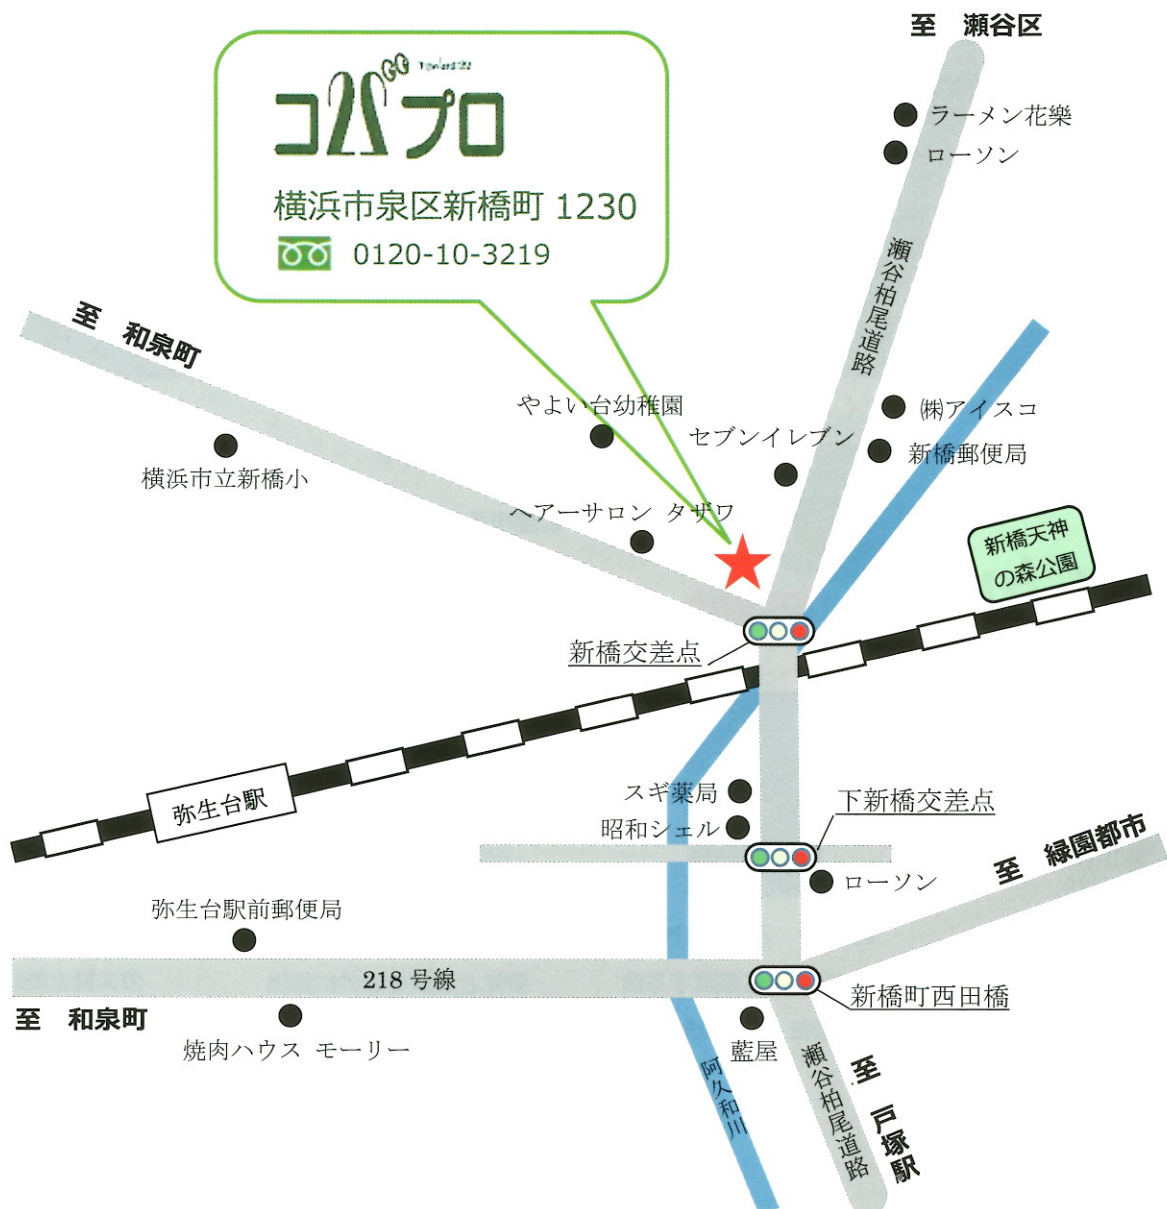 至 瀬谷区
コバプロ
横浜市泉区新橋町 1230
0120-10-3219
ラーメン花樂
ローソン
瀬谷柏尾道路
至 和泉町
やよい台幼稚園
㈱アイスコ
セブンイレブン
新橋郵便局
横浜市立新橋小
ヘアーサロン タザワ
新橋天神
の森公園
新橋交差点
弥生台駅
スギ薬局
下新橋交差点
昭和シェル
至 緑園都市
ローソン
弥生台駅前郵便局
218 号線
新橋町西田橋
至 和泉町
焼肉ハウス モーリー
藍屋
阿久和川
瀬谷柏尾道路
至 戸塚駅